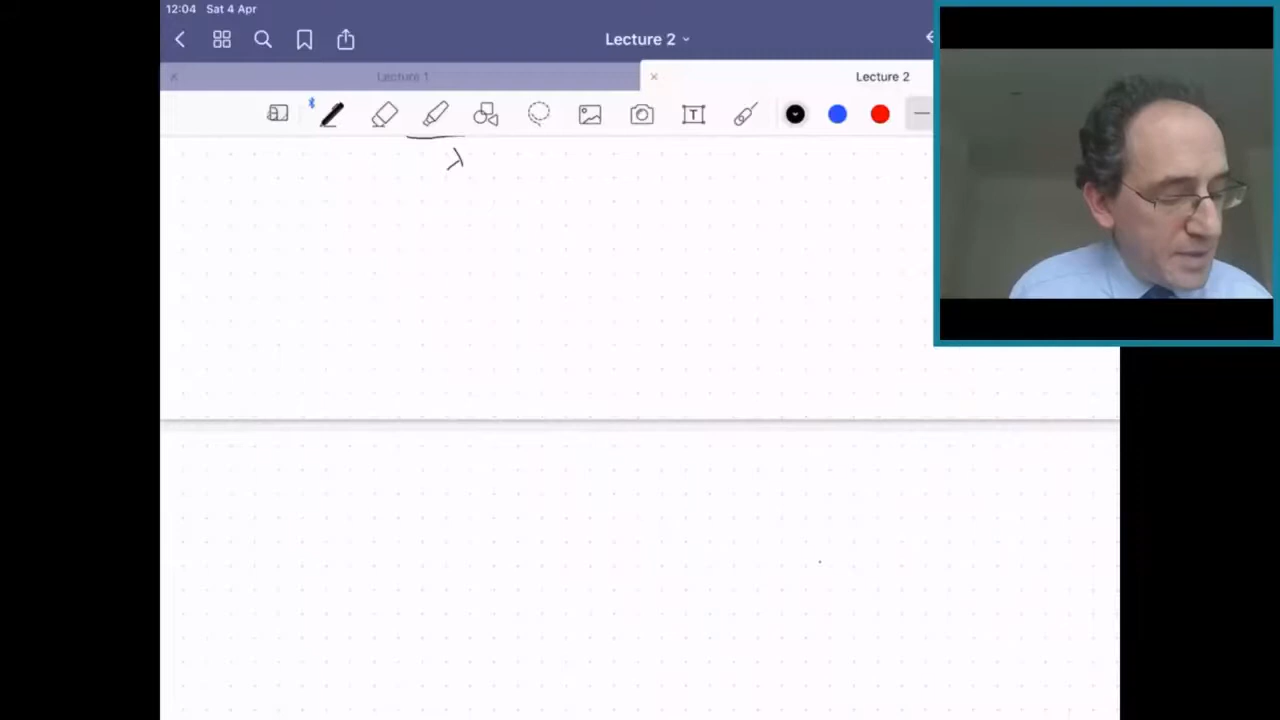 12:04 Sat 4 Apr
Lecture 2
Lecture 1
Lecture 2
T
λ